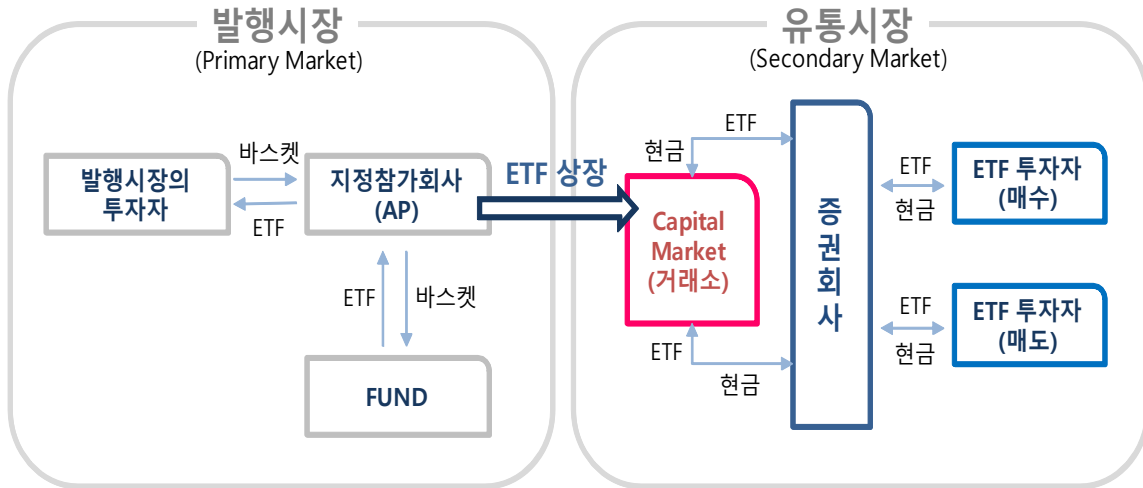 발행시장
(Primary Market)
바스켓
발행시장의
투자자
ETF
지정참가회사
(AP)
ETF
바스켓
FUND
ETF 상장
유통시장
(Secondary Market)
ETF
현금
Capital
Market
(거래소)
ETF
현금
증
권
회
사
ETF
현금
ETF 투자자
(매수)
ETF
현금
ETF 투자자
(매도)